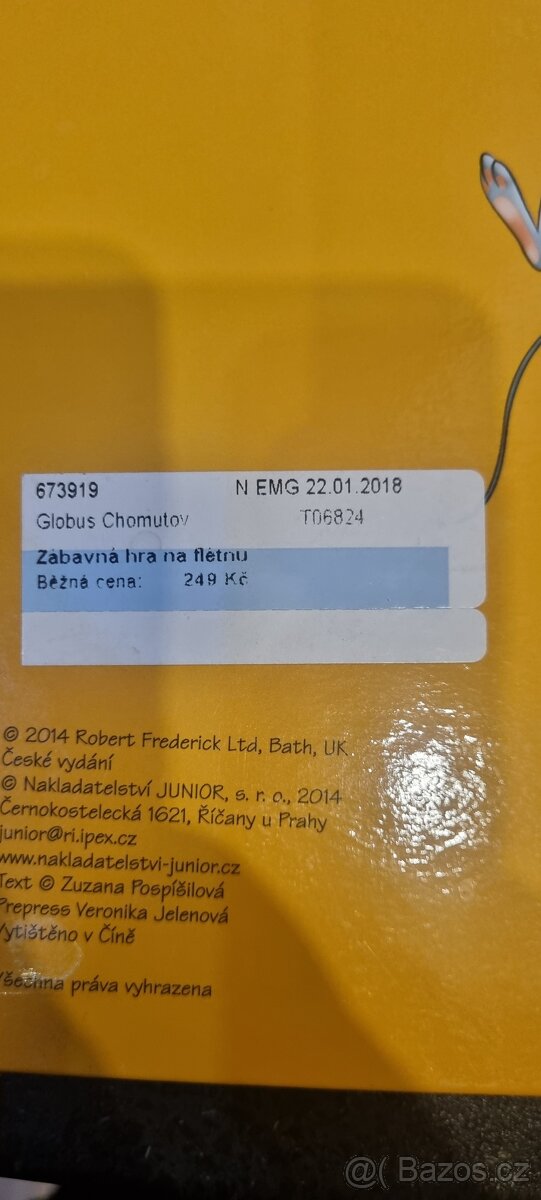 673919 N EMG 22.01.2018
Globus Chomutov T06824
Zábavná hra na flétnu
Běžná cena: 249 Kč
© 2014 Robert Frederick Ltd, Bath, UK
České vydání
© Nakladatelství JUNIOR, s. r. o., 2014
Černokostelecká 1621, Říčany u Prahy
junior@ri.ipex.cz
www.nakladatelstvi-junior.cz
Text © Zuzana Pospíšilová
Prepress Veronika Jelenová
Vytištěno v Číně
Všechna práva vyhrazena
@( Bazos.cz